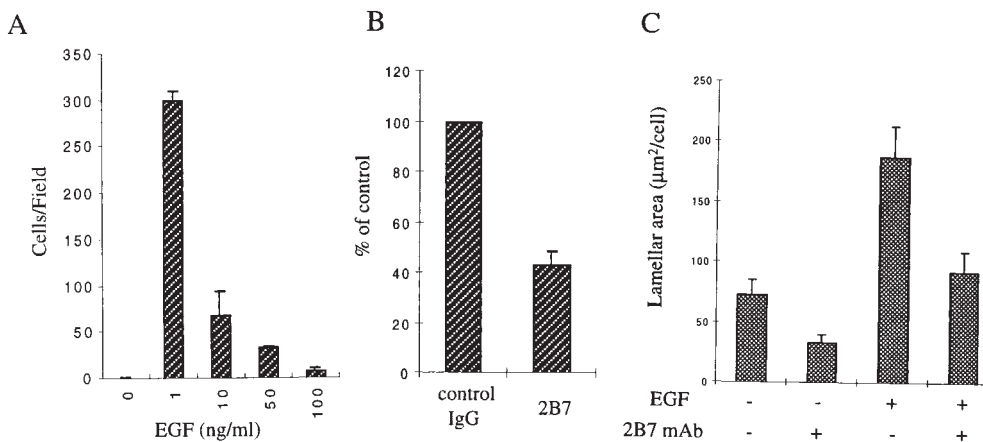 A
350
300
250
200
150
100
50
0
Cells/Field
0
1
10
50
100
EGF (ng/ml)
B
120
100
80
60
40
20
0
% of control
control
IgG
2B7
C
250
200
150
100
50
0
Lamellar area (μm²/cell)
EGF - - + +
2B7 mAb - + - +